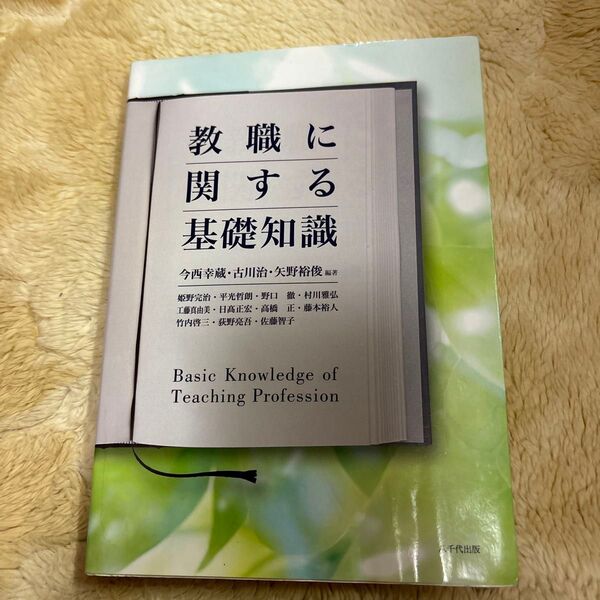 教職に
関する
基礎知識
今西幸蔵・古川治・矢野裕俊 編著
姫野完治・平光哲朗・野口 徹・村川雅弘
工藤真由美・日髙正宏・高橋 正・藤本裕人
竹内啓三・荻野亮吾・佐藤智子
Basic Knowledge of
Teaching Profession
八千代出版